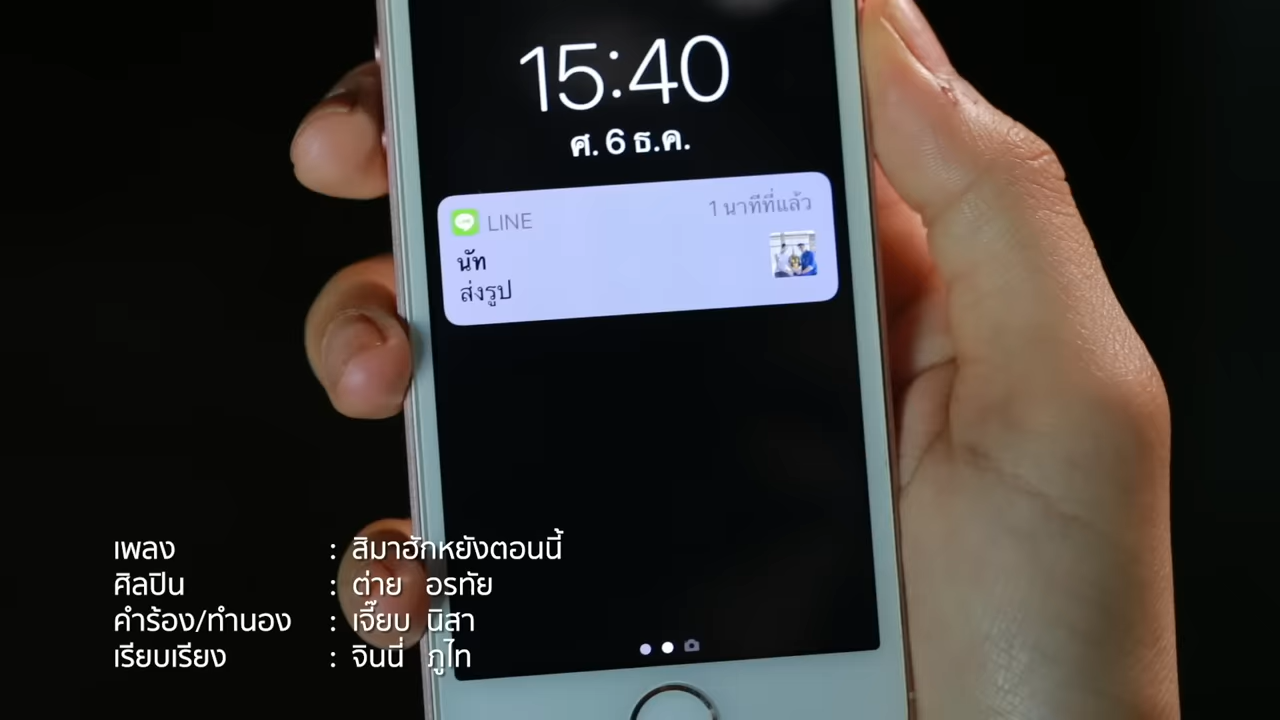 15:40
ศ. 6 ธ.ค.
LINE 1 นาทีที่แล้ว
นัท
ส่งรูป
เพลง : สิมาฮักหยังตอนนี้
ศิลปิน : ต่าย อรทัย
คำร้อง/ทำนอง : เจี๊ยบ นิสา
เรียบเรียง : จินนี่ ภูไท